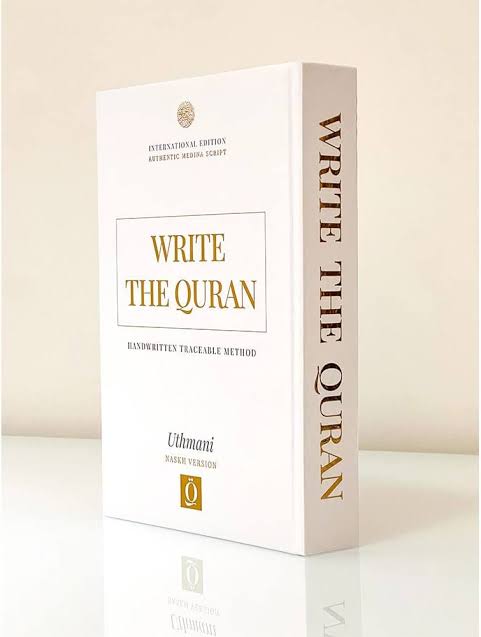 INTERNATIONAL EDITION
AUTHENTIC MEDINA SCRIPT
WRITE
THE QURAN
HANDWRITTEN TRACEABLE METHOD
Uthmani
NASKH VERSION
Q
WRITE THE QURAN